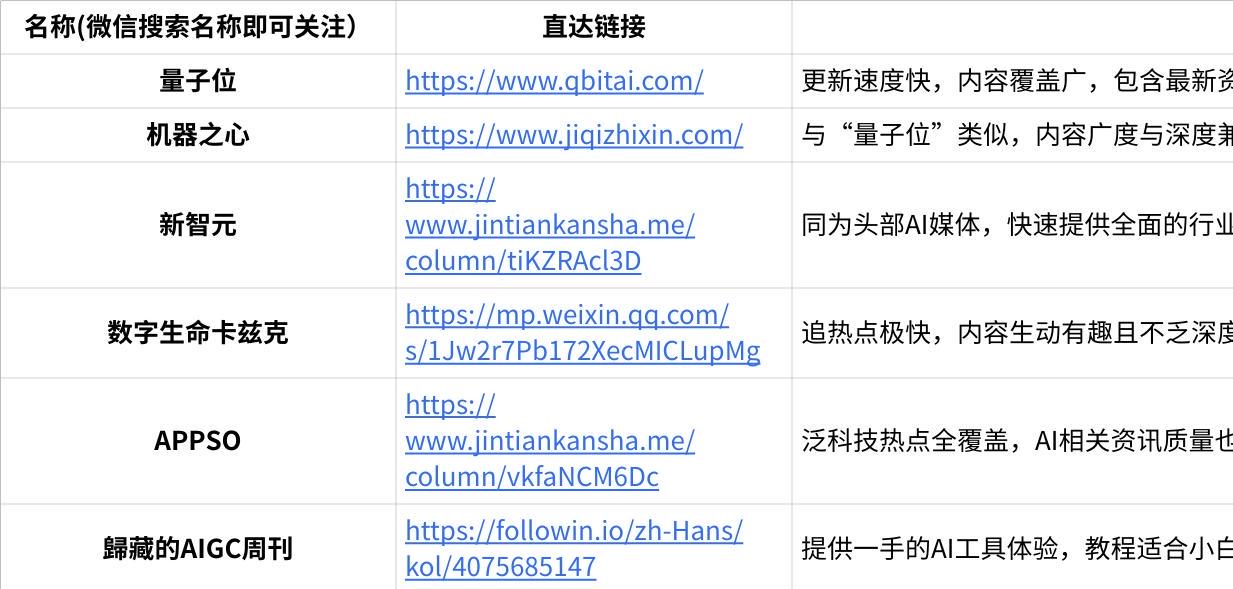 名称(微信搜索名称即可关注）
直达链接
量子位
https://www.qbitai.com/
更新速度快，内容覆盖广，包含最新资
机器之心
https://www.jiqizhixin.com/
与“量子位”类似，内容广度与深度兼
新智元
https://
www.jintiankansha.me/
column/tiKZRAcl3D
同为头部AI媒体，快速提供全面的行业
数字生命卡兹克
https://mp.weixin.qq.com/
s/1Jw2r7Pb172XecMICLupMg
追热点极快，内容生动有趣且不乏深度
APPSO
https://
www.jintiankansha.me/
column/vkfaNCM6Dc
泛科技热点全覆盖，AI相关资讯质量也
歸藏的AIGC周刊
https://followin.io/zh-Hans/
kol/4075685147
提供一手的AI工具体验，教程适合小白